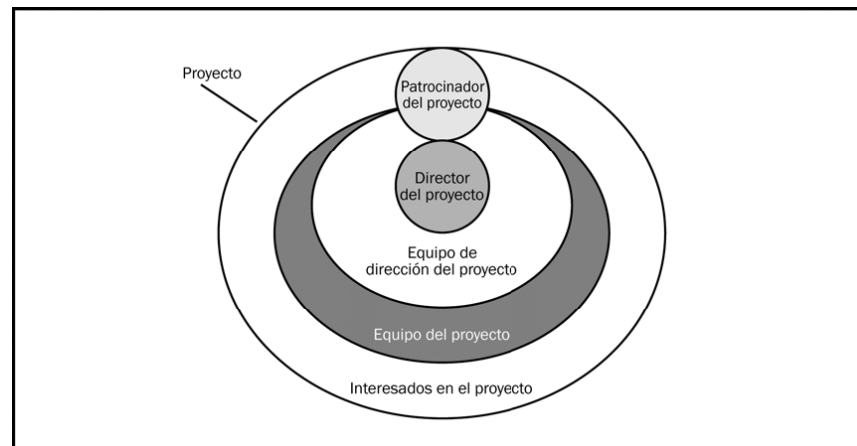 Proyecto
Patrocinador
del proyecto
Director
del proyecto
Equipo de
dirección del proyecto
Equipo del proyecto
Interesados en el proyecto